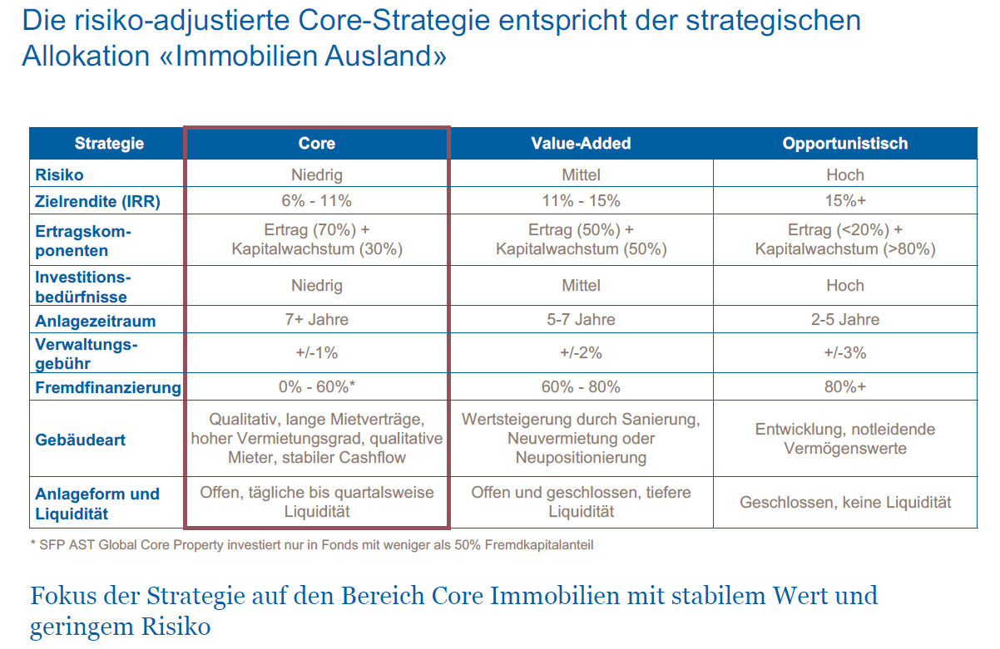 Die risiko-adjustierte Core-Strategie entspricht der strategischen
Allokation «Immobilien Ausland»
Strategie Core Value-Added Opportunistisch
Risiko Niedrig Mittel Hoch
Zielrendite (IRR) 6% - 11% 11% - 15% 15%+
Ertragskom- Ertrag (70%) + Ertrag (50%) + Ertrag (<20%) +
ponenten Kapitalwachstum (30%) Kapitalwachstum (50%) Kapitalwachstum (>80%)
Investitions-
bedürfnisse Niedrig Mittel Hoch
Anlagezeitraum 7+ Jahre 5-7 Jahre 2-5 Jahre
Verwaltungs-
gebühr +/-1% +/-2% +/-3%
Fremdfinanzierung 0% - 60%* 60% - 80% 80%+
Gebäudeart
Qualitativ, lange Mietverträge,
hoher Vermietungsgrad, qualitative
Mieter, stabiler Cashflow
Wertsteigerung durch Sanierung,
Neuvermietung oder
Neupositionierung
Entwicklung, notleidende
Vermögenswerte
Anlageform und
Liquidität
Offen, tägliche bis quartalsweise
Liquidität
Offen und geschlossen, tiefere
Liquidität
Geschlossen, keine Liquidität
* SFP AST Global Core Property investiert nur in Fonds mit weniger als 50% Fremdkapitalanteil
Fokus der Strategie auf den Bereich Core Immobilien mit stabilem Wert und
geringem Risiko